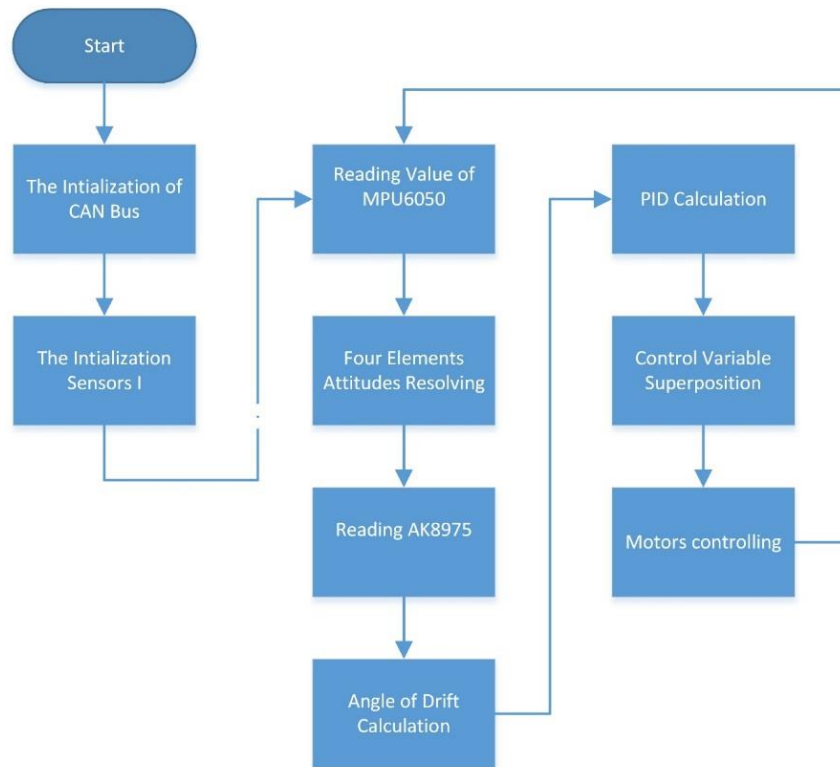 Start
The Intialization of
CAN Bus
The Intialization
Sensors I
Reading Value of
MPU6050
Four Elements
Attitudes Resolving
Reading AK8975
Angle of Drift
Calculation
PID Calculation
Control Variable
Superposition
Motors controlling